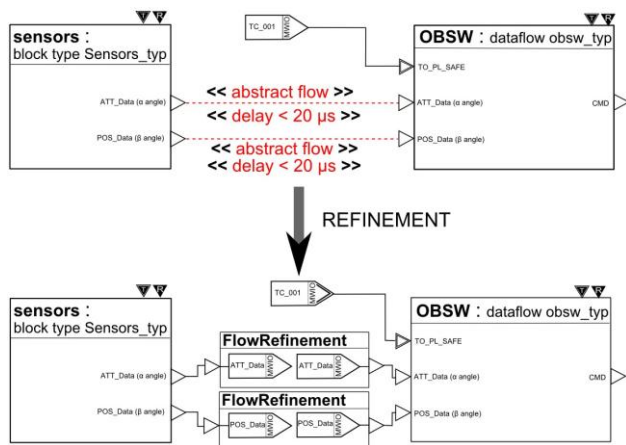 T R
T R
sensors :
block type Sensors_typ
TC_001
MWIO
OBSW : dataflow obsw_typ
TO_PL_SAFE
ATT_Data (α angle)
<< abstract flow >>
ATT_Data (α angle)
CMD
<< delay < 20 µs >>
POS_Data (β angle)
POS_Data (β angle)
<< abstract flow >>
<< delay < 20 µs >>
REFINEMENT
T R
T R
sensors :
block type Sensors_typ
TC_001
MWIO
OBSW : dataflow obsw_typ
TO_PL_SAFE
FlowRefinement
ATT_Data (α angle)
ATT_Data
MWIO
ATT_Data
MWIO
ATT_Data (α angle)
CMD
FlowRefinement
POS_Data (β angle)
POS_Data
MWIO
POS_Data
MWIO
POS_Data (β angle)